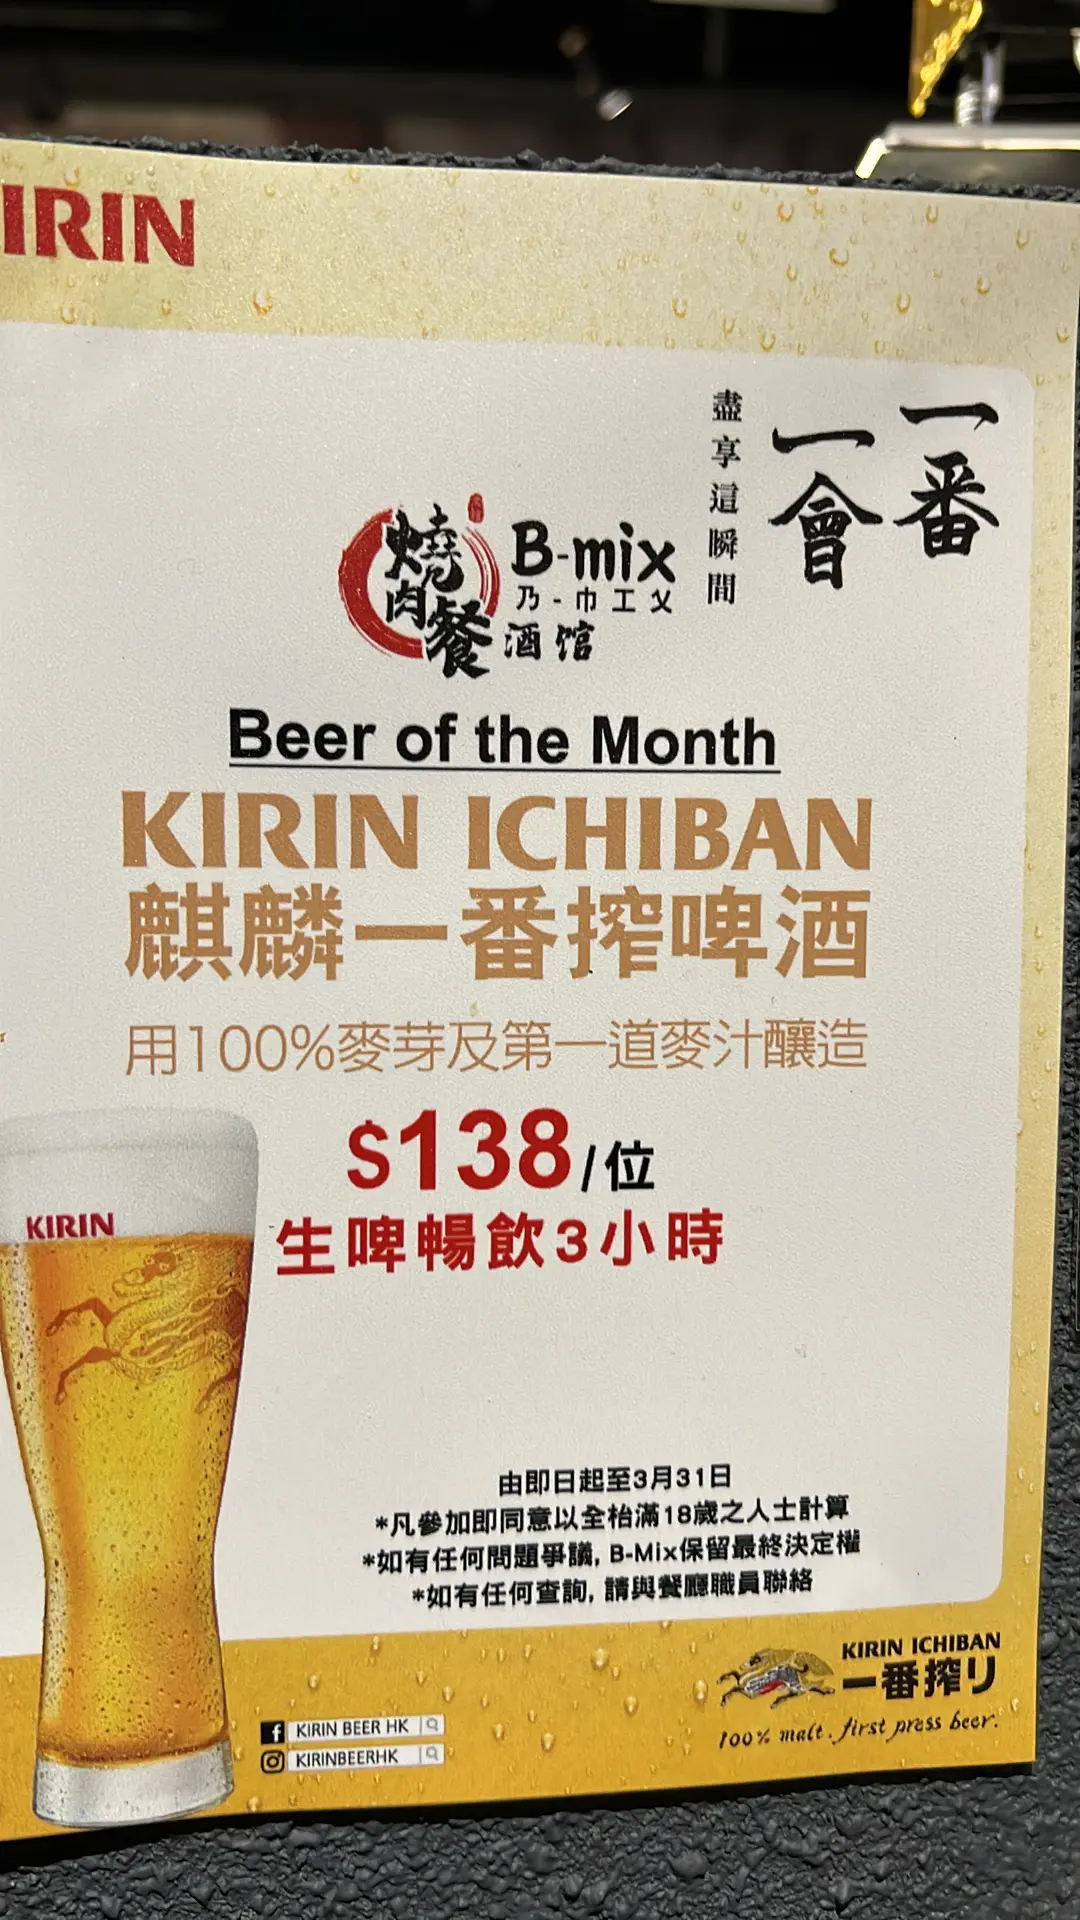 IRIN
一番
一會
盡享這瞬間
燒肉餐
B-mix
乃-巾工乂
酒馆
Beer of the Month
KIRIN ICHIBAN
麒麟一番搾啤酒
用100%麥芽及第一道麥汁釀造
$138/位
生啤暢飲3小時
KIRIN
由即日起至3月31日
*凡參加即同意以全枱滿18歲之人士計算
*如有任何問題爭議, B-Mix保留最終決定權
*如有任何查詢, 請與餐廳職員聯絡
KIRIN ICHIBAN
一番搾り
100% malt. first press beer.
KIRIN BEER HK
KIRINBEERHK